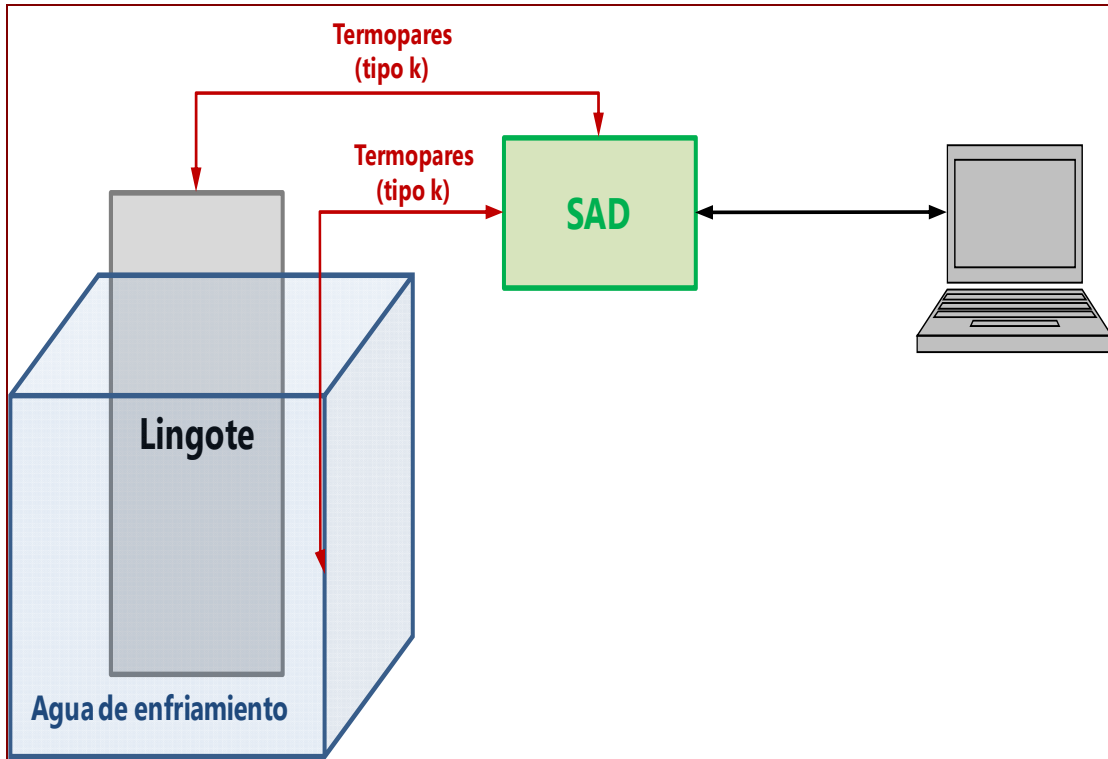 Termopares
(tipo k)
Termopares
(tipo k)
SAD
Lingote
Agua de enfriamiento